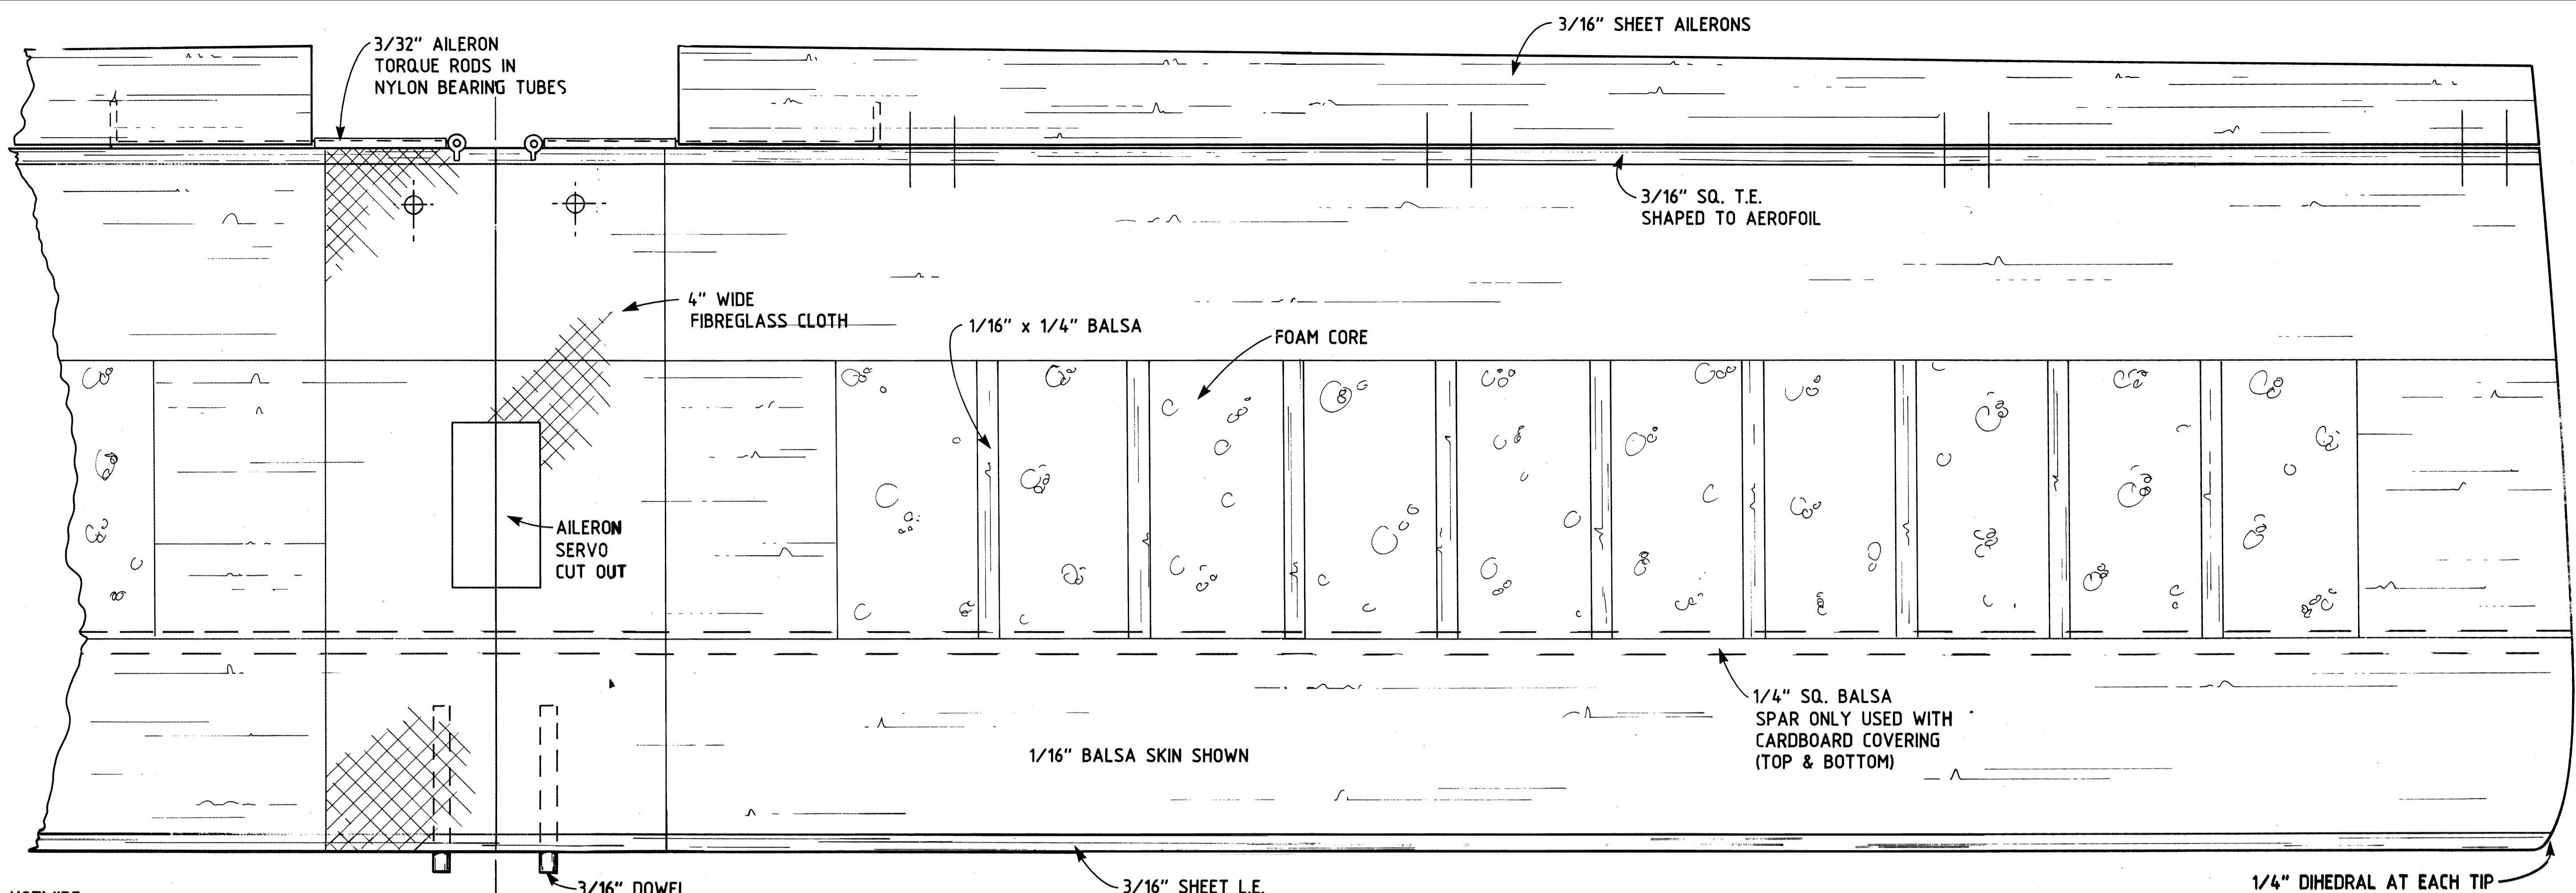 3/16" SHEET AILERONS
3/32" AILERON
TORQUE RODS IN
NYLON BEARING TUBES
3/16" SQ. T.E.
SHAPED TO AEROFOIL
4" WIDE
FIBREGLASS CLOTH
1/16" x 1/4" BALSA
FOAM CORE
AILERON
SERVO
CUT OUT
1/4" SQ. BALSA
SPAR ONLY USED WITH
CARDBOARD COVERING
(TOP & BOTTOM)
1/16" BALSA SKIN SHOWN
3/16" DOWEL
3/16" SHEET L.E.
1/4" DIHEDRAL AT EACH TIP